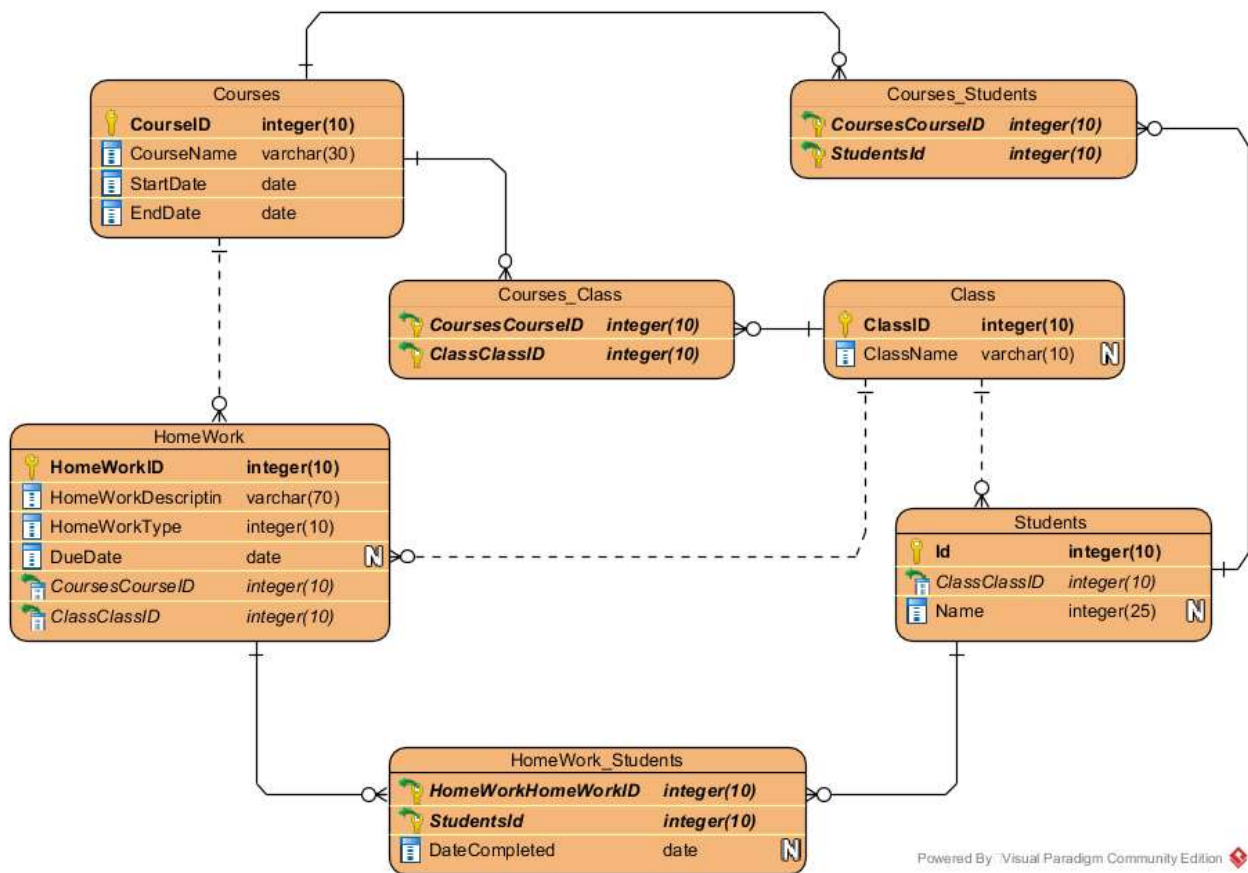 Courses
CourseID integer(10)
CourseName varchar(30)
StartDate date
EndDate date
Courses_Students
CoursesCourseID integer(10)
StudentsId integer(10)
Courses_Class
CoursesCourseID integer(10)
ClassClassID integer(10)
Class
ClassID integer(10)
ClassName varchar(10) N
HomeWork
HomeWorkID integer(10)
HomeWorkDescriptin varchar(70)
HomeWorkType integer(10)
DueDate date N
CoursesCourseID integer(10)
ClassClassID integer(10)
Students
Id integer(10)
ClassClassID integer(10)
Name integer(25) N
HomeWork_Students
HomeWorkHomeWorkID integer(10)
StudentsId integer(10)
DateCompleted date N
Powered By Visual Paradigm Community Edition